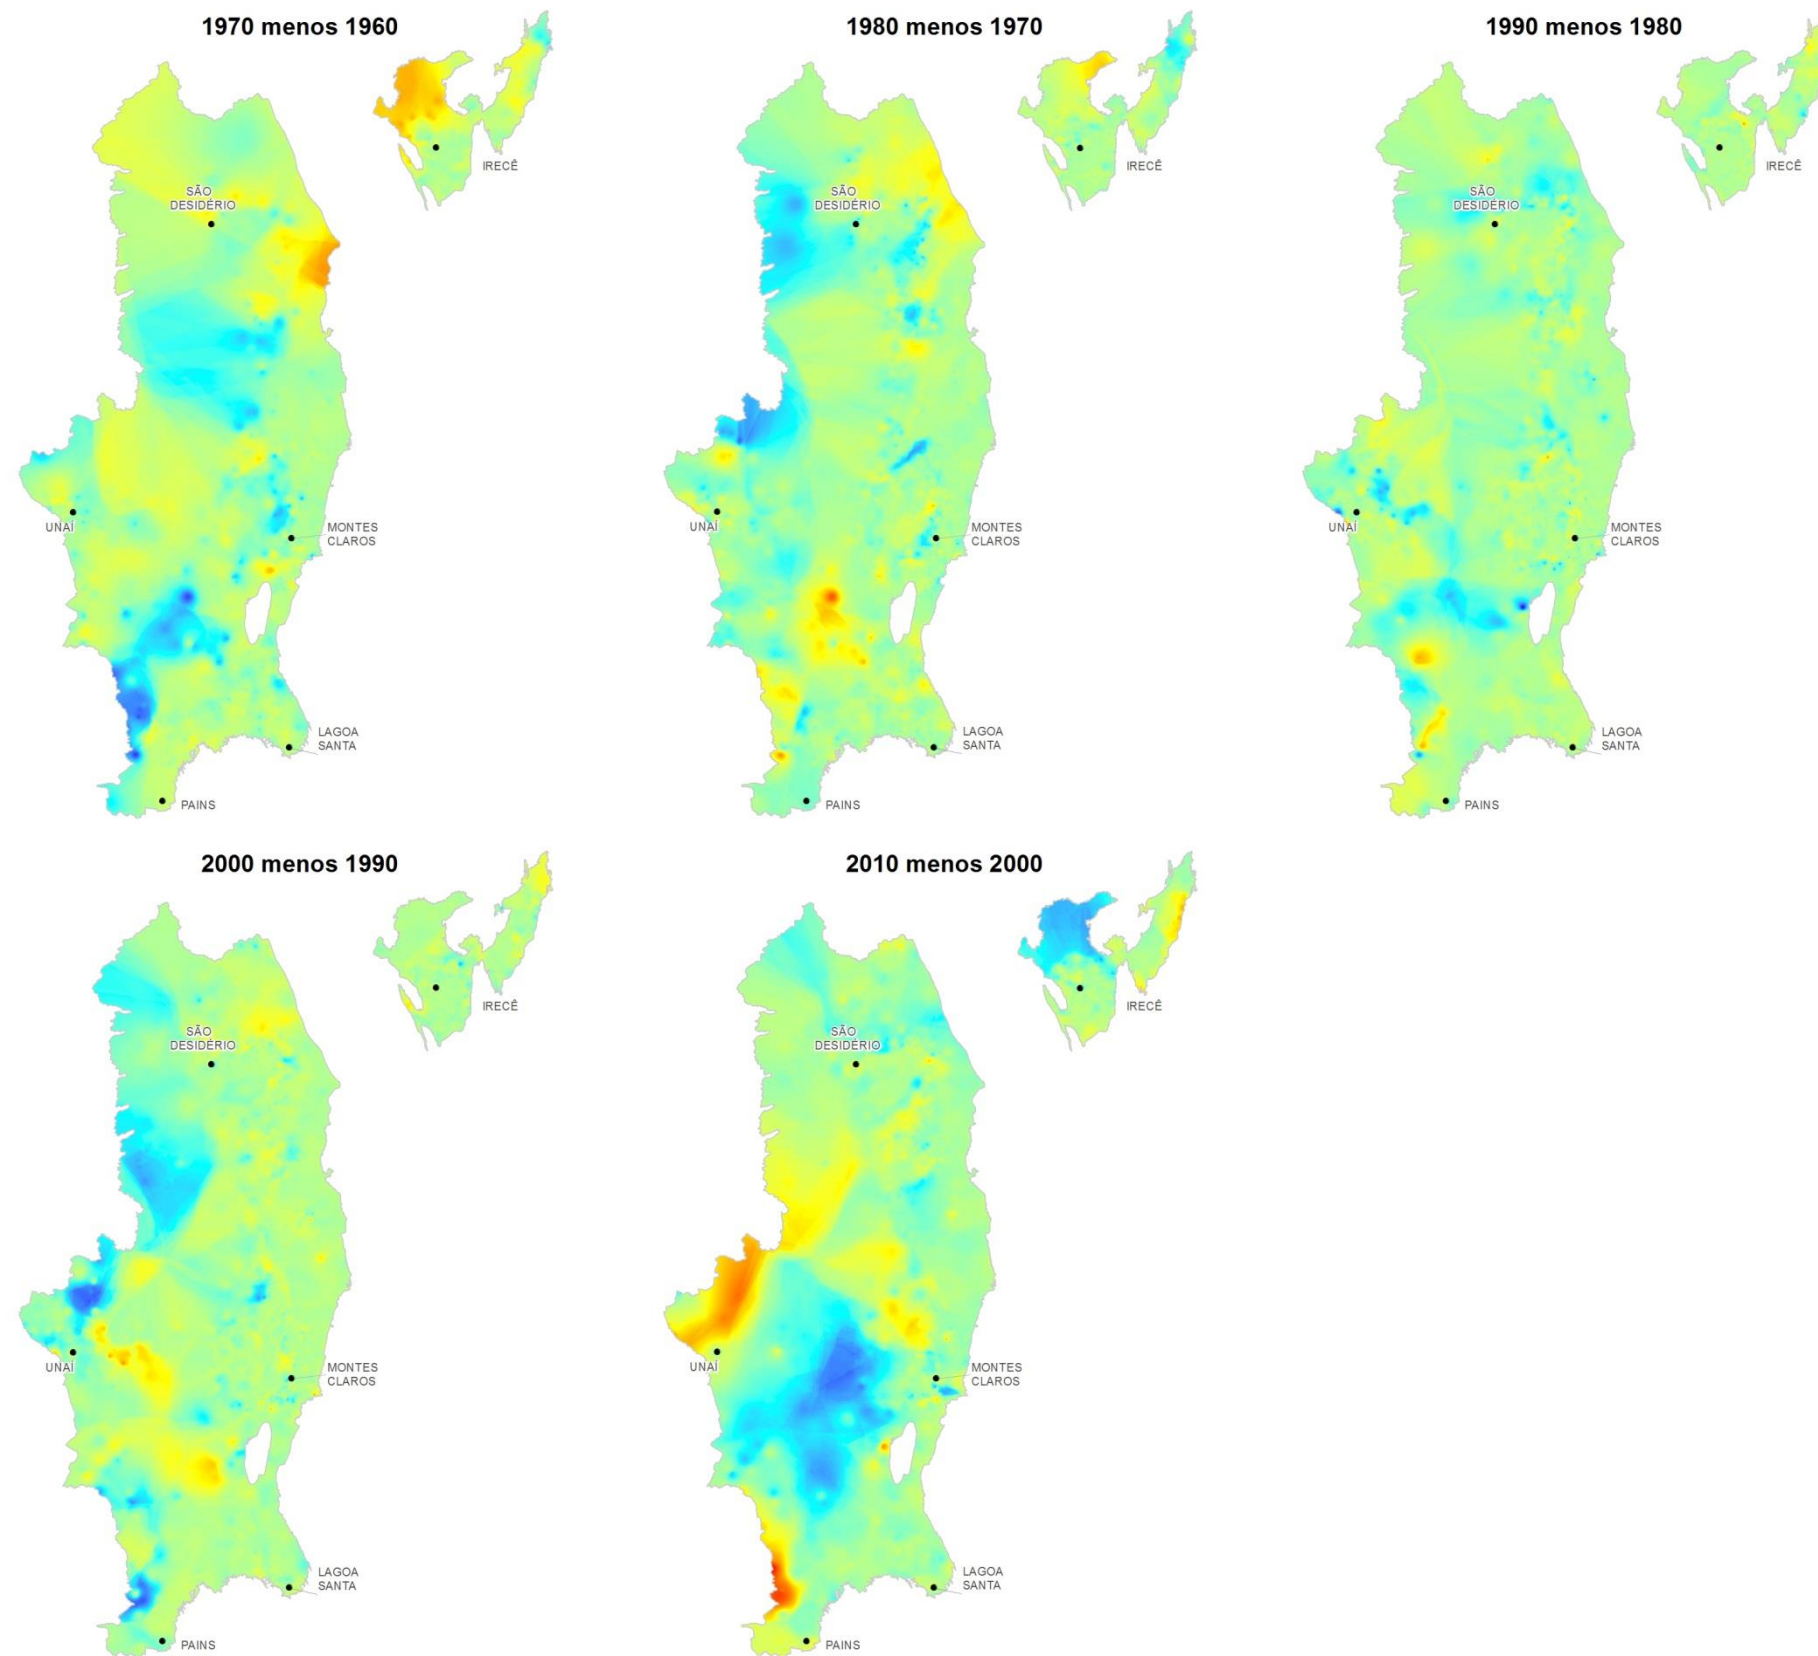 1970 menos 1960
IRECÊ
SÃO
DESIDÉRIO
UNAÍ
MONTES
CLAROS
LAGOA
SANTA
PAINS
1980 menos 1970
IRECÊ
SÃO
DESIDÉRIO
UNAÍ
MONTES
CLAROS
LAGOA
SANTA
PAINS
1990 menos 1980
IRECÊ
SÃO
DESIDÉRIO
UNAÍ
MONTES
CLAROS
LAGOA
SANTA
PAINS
2000 menos 1990
IRECÊ
SÃO
DESIDÉRIO
UNAÍ
MONTES
CLAROS
LAGOA
SANTA
PAINS
2010 menos 2000
IRECÊ
SÃO
DESIDÉRIO
UNAÍ
MONTES
CLAROS
LAGOA
SANTA
PAINS